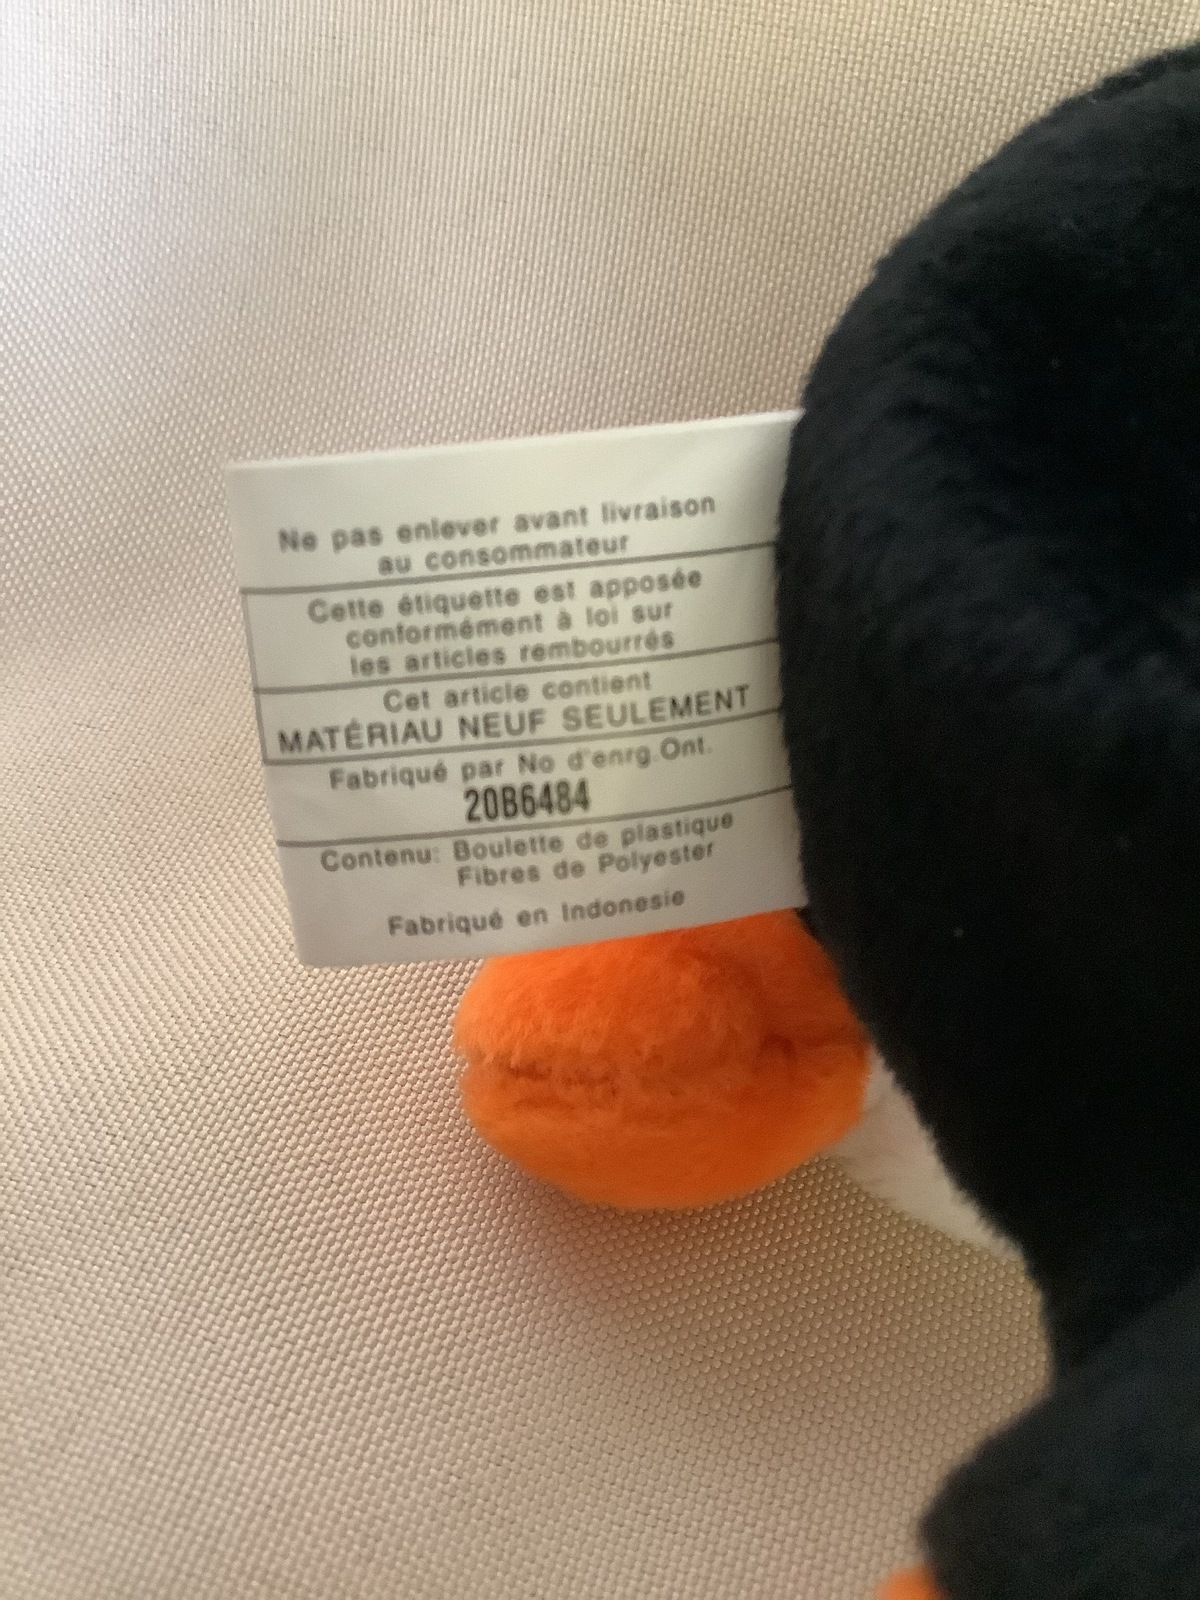 Ne pas enlever avant livraison
au consommateur
Cette étiquette est apposée
conformément à loi sur
les articles rembourrés
Cet article contient
MATÉRIAU NEUF SEULEMENT
Fabriqué par No d'enrg.Ont.
20B6484
Contenu: Boulette de plastique
Fibres de Polyester
Fabriqué en Indonesie